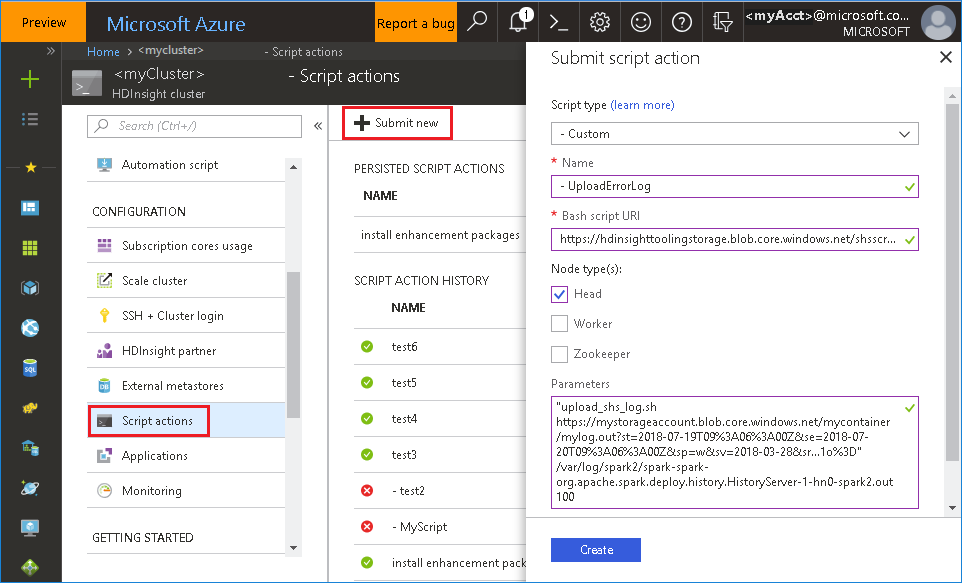 Preview
Microsoft Azure
Report a bug
1
>_
<myAcct>@microsoft.co...
MICROSOFT
Home > <mycluster> - Script actions
<myCluster> - Script actions
HDInsight cluster
Search (Ctrl+/)
Automation script
CONFIGURATION
Subscription cores usage
Scale cluster
SSH + Cluster login
HDInsight partner
External metastores
Script actions
Applications
Monitoring
GETTING STARTED
Submit new
PERSISTED SCRIPT ACTIONS
NAME
install enhancement packages
SCRIPT ACTION HISTORY
NAME
test6
test5
test4
test3
- test2
- MyScript
install enhancement pack
Submit script action
Script type (learn more)
- Custom
* Name
- UploadErrorLog
* Bash script URI
https://hdinsighttoolingstorage.blob.core.windows.net/shsscr...
Node type(s):
Head
Worker
Zookeeper
Parameters
"upload_shs_log.sh
https://mystorageaccount.blob.core.windows.net/mycontainer
/mylog.out?st=2018-07-19T09%3A06%3A00Z&se=2018-07-
20T09%3A06%3A00Z&sp=w&sv=2018-03-28&sr...1o%3D"
/var/log/spark2/spark-spark-
org.apache.spark.deploy.history.HistoryServer-1-hn0-spark2.out
100
Create